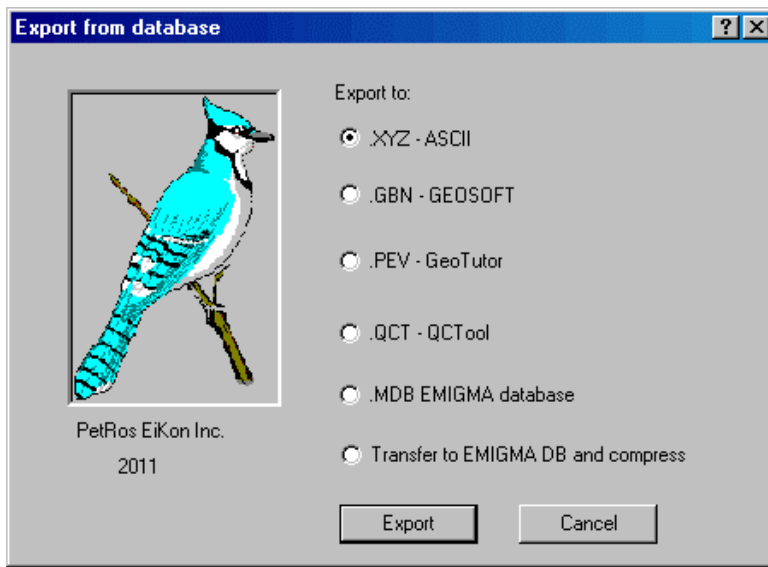 Export from database
Export to:
.XYZ - ASCII
.GBN - GEOSOFT
.PEV - GeoTutor
.QCT - QCTool
.MDB EMIGMA database
Transfer to EMIGMA DB and compress
PetRos EiKon Inc.
2011
Export
Cancel